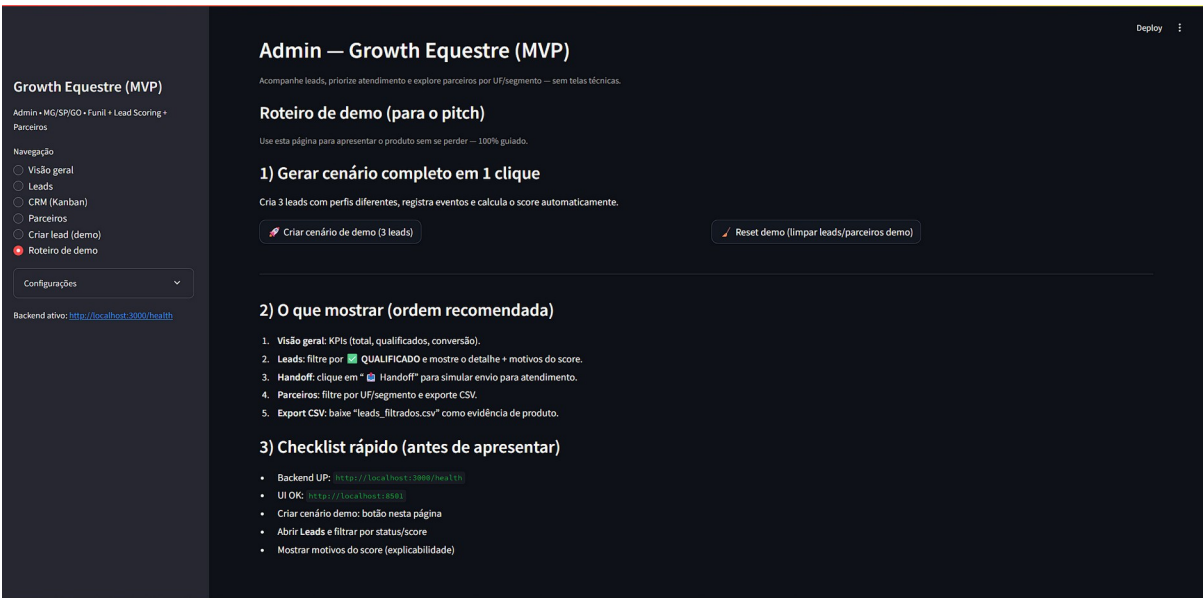 Deploy
Growth Equestre (MVP)
Admin • MG/SP/GO • Funil + Lead Scoring +
Parceiros
Navegação
Visão geral
Leads
CRM (Kanban)
Parceiros
Criar lead (demo)
Roteiro de demo
Configurações
Backend ativo: http://localhost:3000/health
Admin — Growth Equestre (MVP)
Acompanhe leads, priorize atendimento e explore parceiros por UF/segmento — sem telas técnicas.
Roteiro de demo (para o pitch)
Use esta página para apresentar o produto sem se perder — 100% guiado.
1) Gerar cenário completo em 1 clique
Cria 3 leads com perfis diferentes, registra eventos e calcula o score automaticamente.
🚀 Criar cenário de demo (3 leads)
🧹 Reset demo (limpar leads/parceiros demo)
2) O que mostrar (ordem recomendada)
1. Visão geral: KPIs (total, qualificados, conversão).
2. Leads: filtre por ✅ QUALIFICADO e mostre o detalhe + motivos do score.
3. Handoff: clique em “ 📤 Handoff” para simular envio para atendimento.
4. Parceiros: filtre por UF/segmento e exporte CSV.
5. Export CSV: baixe “leads_filtrados.csv” como evidência de produto.
3) Checklist rápido (antes de apresentar)
• Backend UP: http://localhost:3000/health
• UI OK: http://localhost:8501
• Criar cenário demo: botão nesta página
• Abrir Leads e filtrar por status/score
• Mostrar motivos do score (explicabilidade)